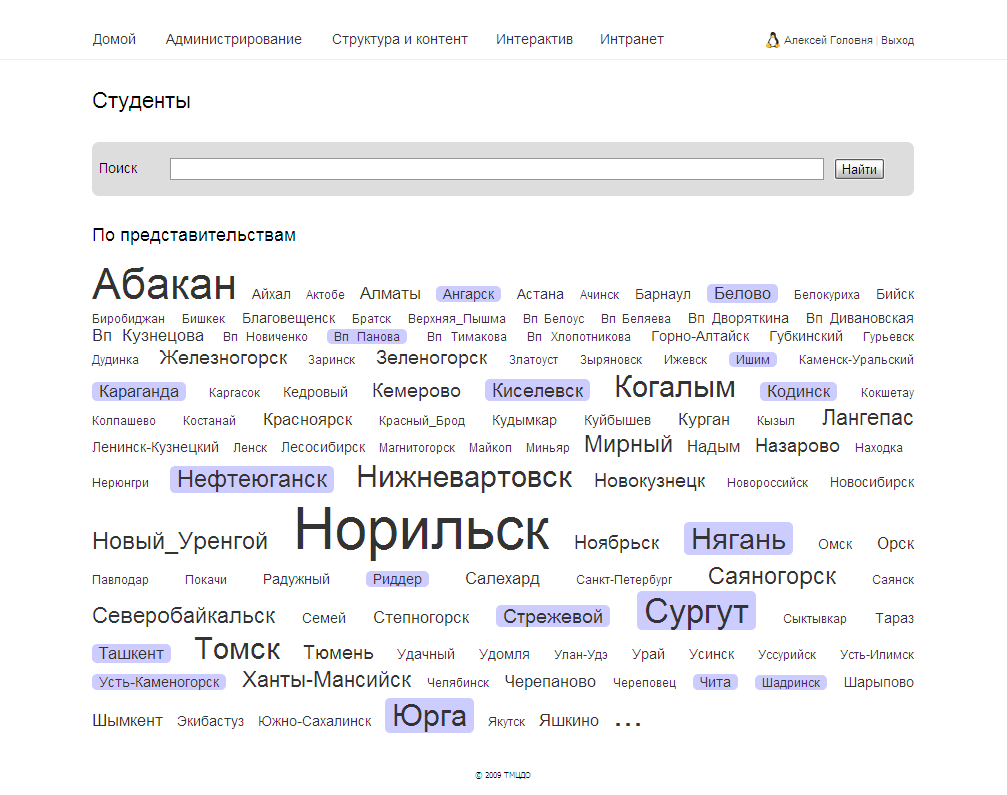 Домой Администрирование Структура и контент Интерактив Интранет Алексей Головня | Выход
Студенты
Поиск Найти
По представительствам
Абакан Айхал Актобе Алматы Ангарск Астана Ачинск Барнаул Белово Белокуриха Бийск
Биробиджан Бишкек Благовещенск Братск Верхняя_Пышма Вп Белоус Вп Беляева Вп Дворяткина Вп Дивановская
Вп Кузнецова Вп Новиченко Вп Панова Вп Тимакова Вп Хлопотникова Горно-Алтайск Губкинский Гурьевск
Дудинка Железногорск Заринск Зеленогорск Златоуст Зыряновск Ижевск Ишим Каменск-Уральский
Караганда Каргасок Кедровый Кемерово Киселевск Когалым Кодинск Кокшетау
Колпашево Костанай Красноярск Красный_Брод Кудымкар Куйбышев Курган Кызыл Лангепас
Ленинск-Кузнецкий Ленск Лесосибирск Магнитогорск Майкоп Миньяр Мирный Надым Назарово Находка
Нерюнгри Нефтеюганск Нижневартовск Новокузнецк Новороссийск Новосибирск
Новый_Уренгой Норильск Ноябрьск Нягань Омск Орск
Павлодар Покачи Радужный Риддер Салехард Санкт-Петербург Саяногорск Саянск
Северобайкальск Семей Степногорск Стрежевой Сургут Сыктывкар Тараз
Ташкент Томск Тюмень Удачный Удомля Улан-Удэ Урай Усинск Уссурийск Усть-Илимск
Усть-Каменогорск Ханты-Мансийск Челябинск Черепаново Череповец Чита Шадринск Шарыпово
Шымкент Экибастуз Южно-Сахалинск Юрга Якутск Яшкино ...
© 2009 ТМЦДО